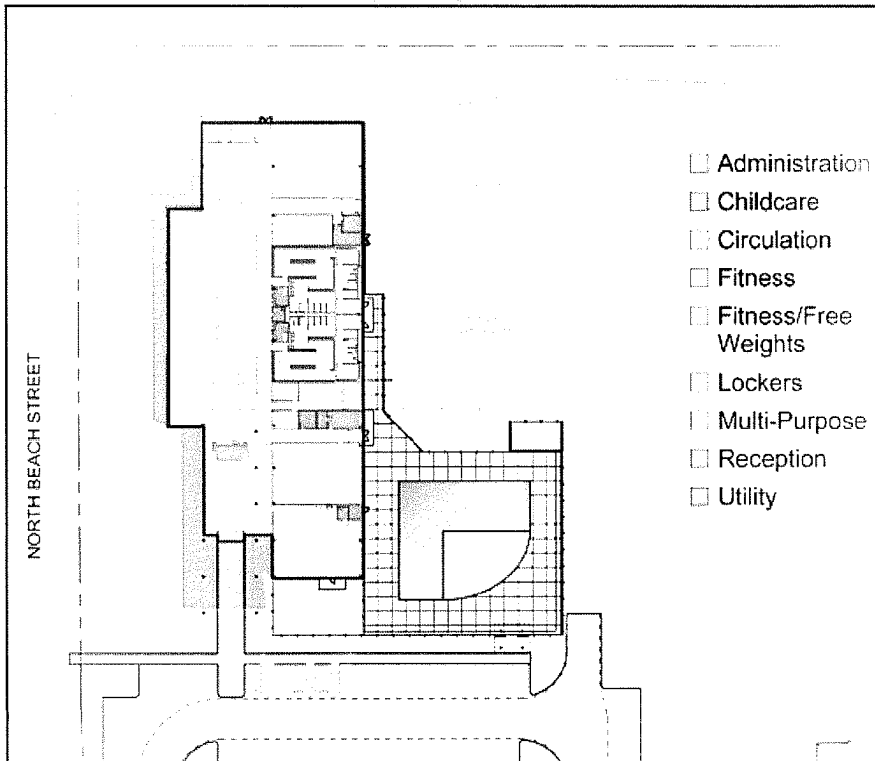 Administration
Childcare
Circulation
Fitness
Fitness/Free
Weights
Lockers
Multi-Purpose
Reception
Utility
NORTH BEACH STREET